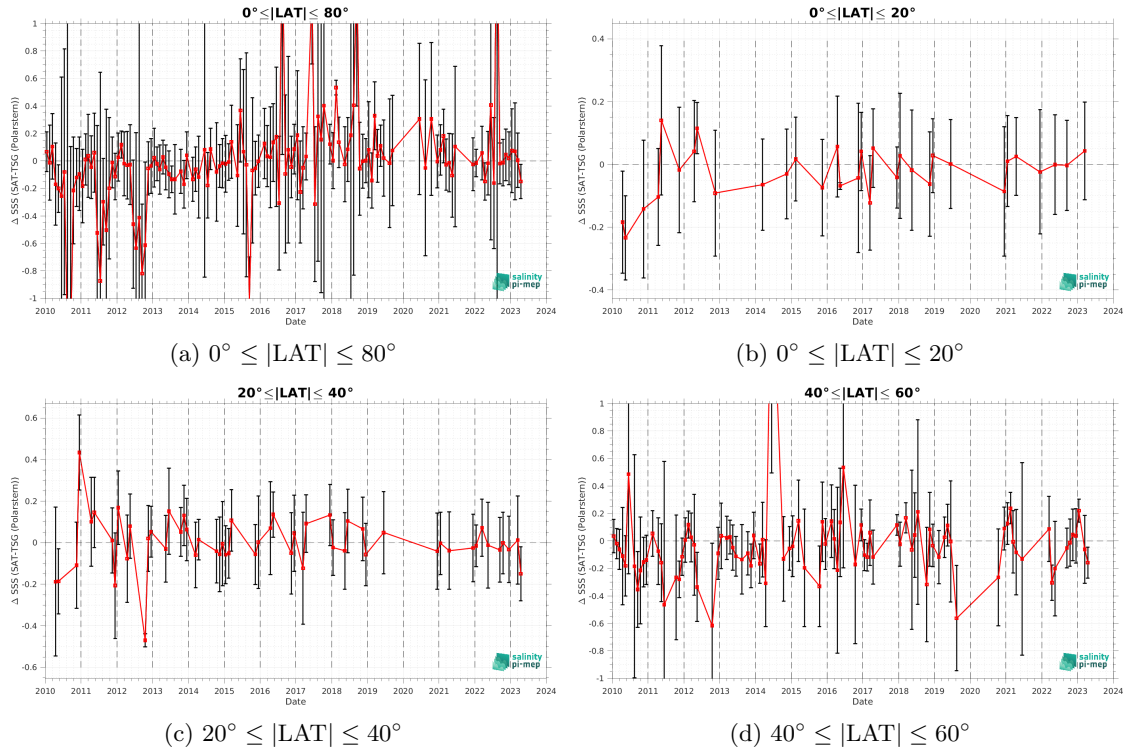 0°≤|LAT|≤ 80°
Δ SSS (SAT-TSG (Polarstern))
1
0.8
0.6
0.4
0.2
0
-0.2
-0.4
-0.6
-0.8
-1
2010 2011 2012 2013 2014 2015 2016 2017 2018 2019 2020 2021 2022 2023 2024
Date
salinity
pi-mep
(a) 0° ≤ |LAT| ≤ 80°
0°≤|LAT|≤ 20°
Δ SSS (SAT-TSG (Polarstern))
0.4
0.2
0
-0.2
-0.4
2010 2011 2012 2013 2014 2015 2016 2017 2018 2019 2020 2021 2022 2023 2024
Date
salinity
pi-mep
(b) 0° ≤ |LAT| ≤ 20°
20°≤|LAT|≤ 40°
Δ SSS (SAT-TSG (Polarstern))
0.6
0.4
0.2
0
-0.2
-0.4
-0.6
2010 2011 2012 2013 2014 2015 2016 2017 2018 2019 2020 2021 2022 2023 2024
Date
salinity
pi-mep
(c) 20° ≤ |LAT| ≤ 40°
40°≤|LAT|≤ 60°
Δ SSS (SAT-TSG (Polarstern))
1
0.8
0.6
0.4
0.2
0
-0.2
-0.4
-0.6
-0.8
-1
2010 2011 2012 2013 2014 2015 2016 2017 2018 2019 2020 2021 2022 2023 2024
Date
salinity
pi-mep
(d) 40° ≤ |LAT| ≤ 60°